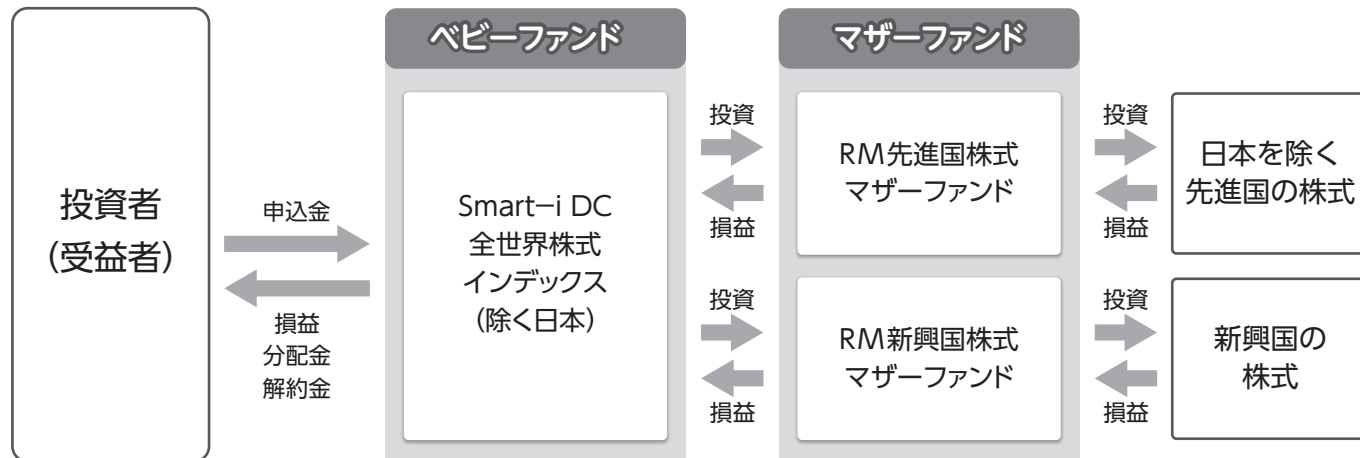 投資者
(受益者)
申込金
損益
分配金
解約金
ベビーファンド
Smart-i DC
全世界株式
インデックス
(除く日本)
投資
損益
投資
損益
マザーファンド
RM先進国株式
マザーファンド
RM新興国株式
マザーファンド
投資
損益
投資
損益
日本を除く
先進国の株式
新興国の
株式